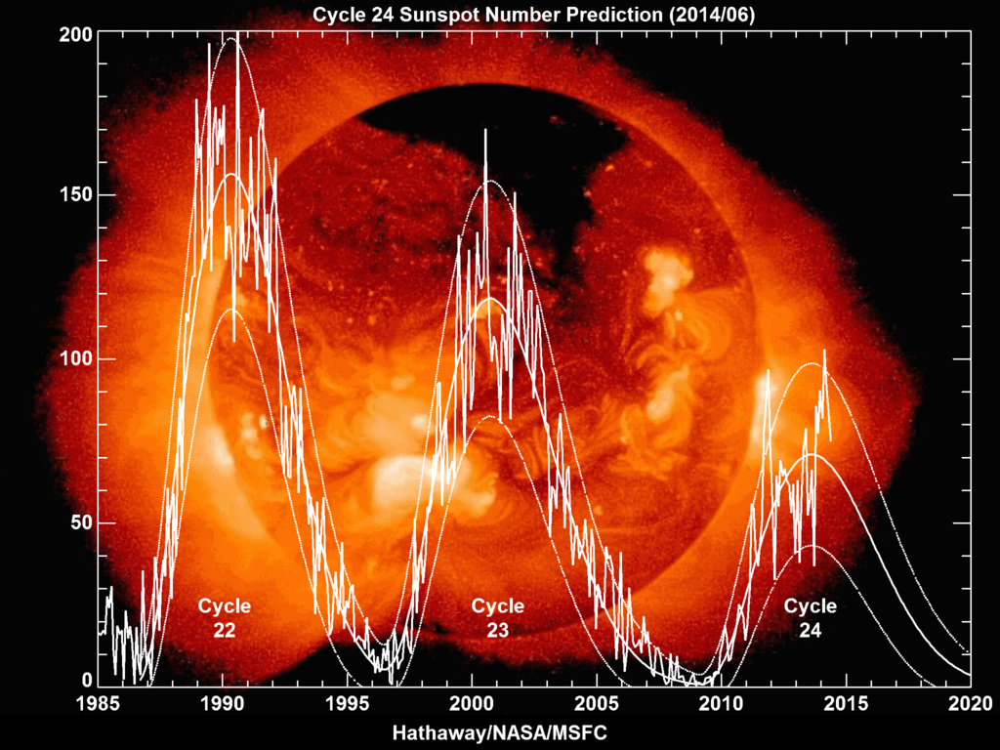 Cycle 24 Sunspot Number Prediction (2014/06)
200
150
100
50
0
Cycle
22
Cycle
23
Cycle
24
1985 1990 1995 2000 2005 2010 2015 2020
Hathaway/NASA/MSFC